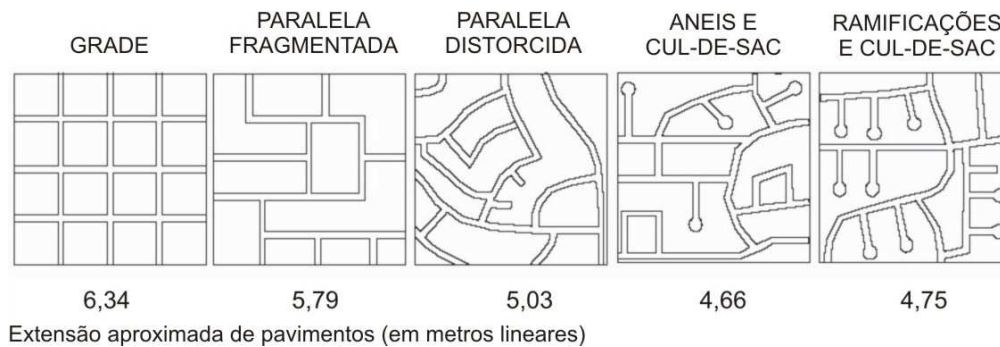 GRADE
PARALELA
FRAGMENTADA
PARALELA
DISTORCIDA
ANEIS E
CUL-DE-SAC
RAMIFICAÇÕES
E CUL-DE-SAC
6,34
5,79
5,03
4,66
4,75
Extensão aproximada de pavimentos (em metros lineares)